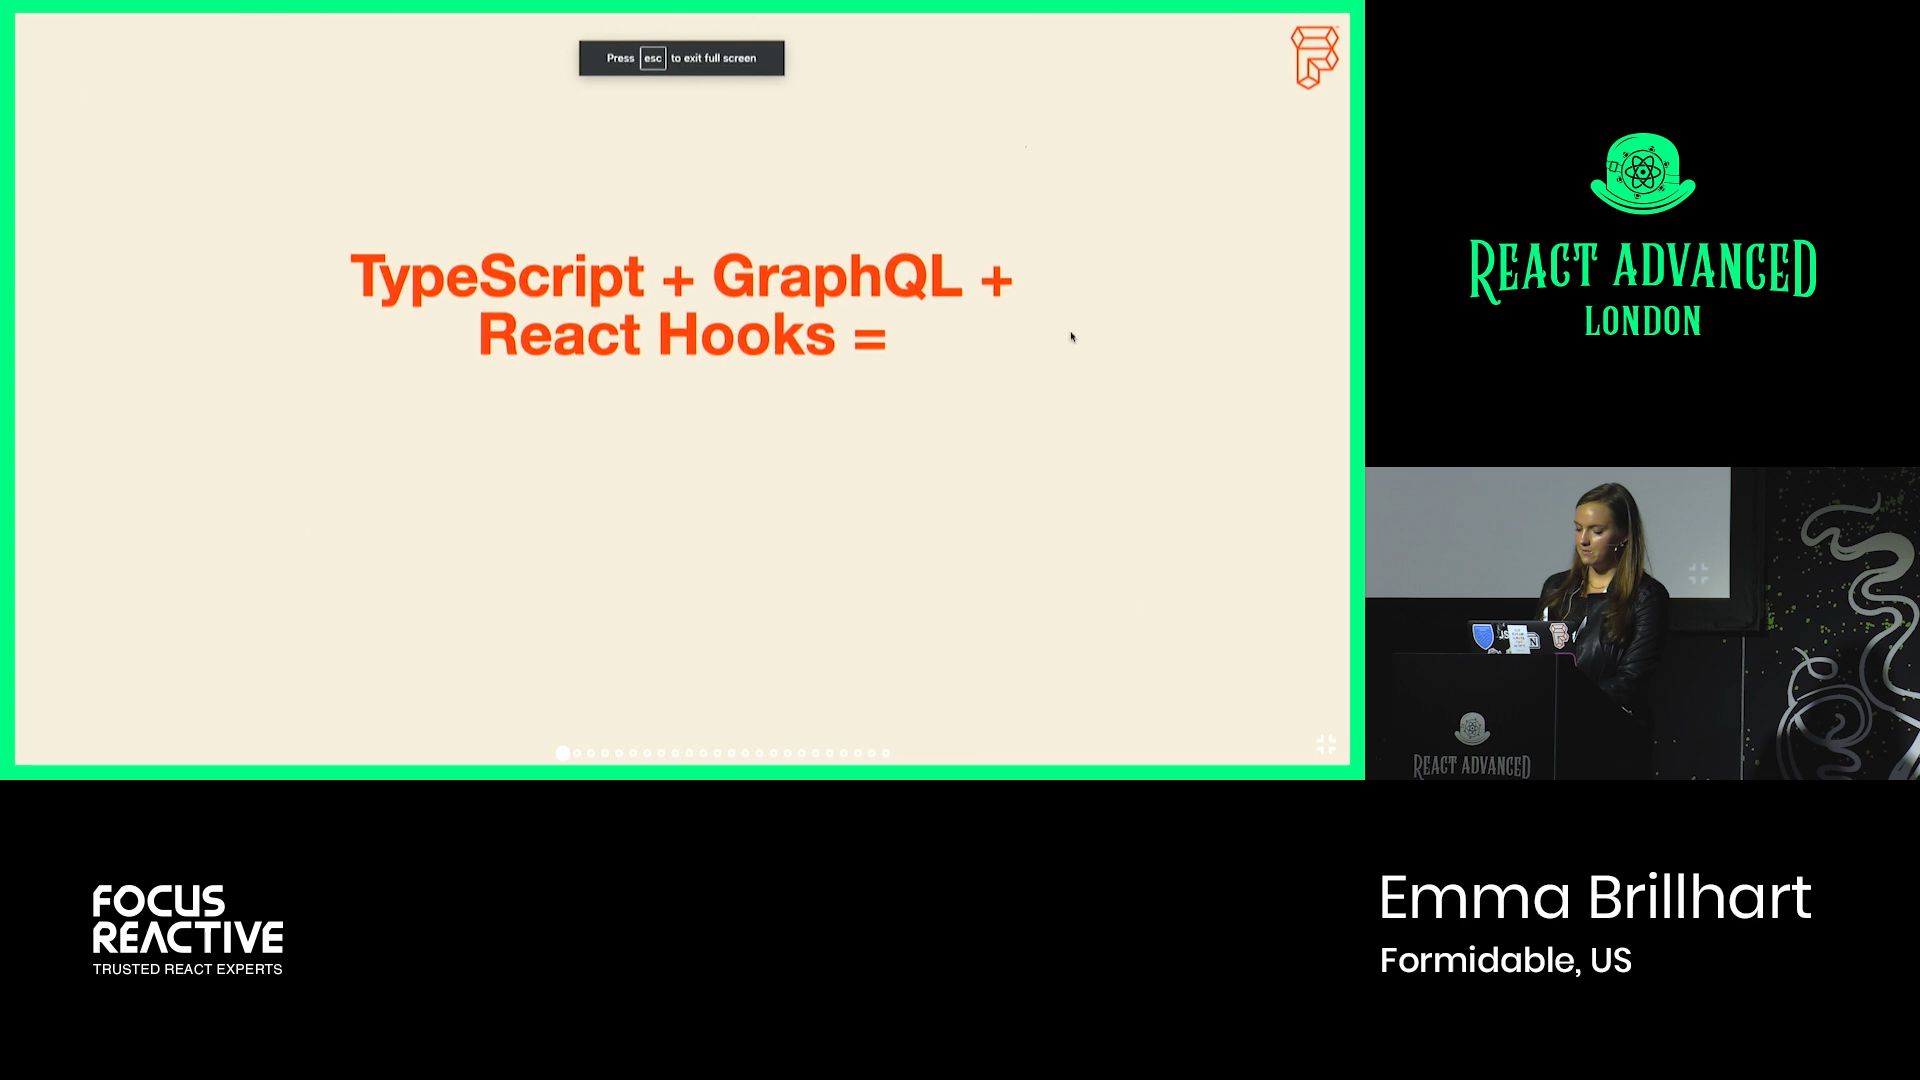 Press esc to exit full screen
TypeScript + GraphQL +
React Hooks =
REACT ADVANCED
LONDON
REACT ADVANCED
FOCUS
REACTIVE
TRUSTED REACT EXPERTS
Emma Brillhart
Formidable, US